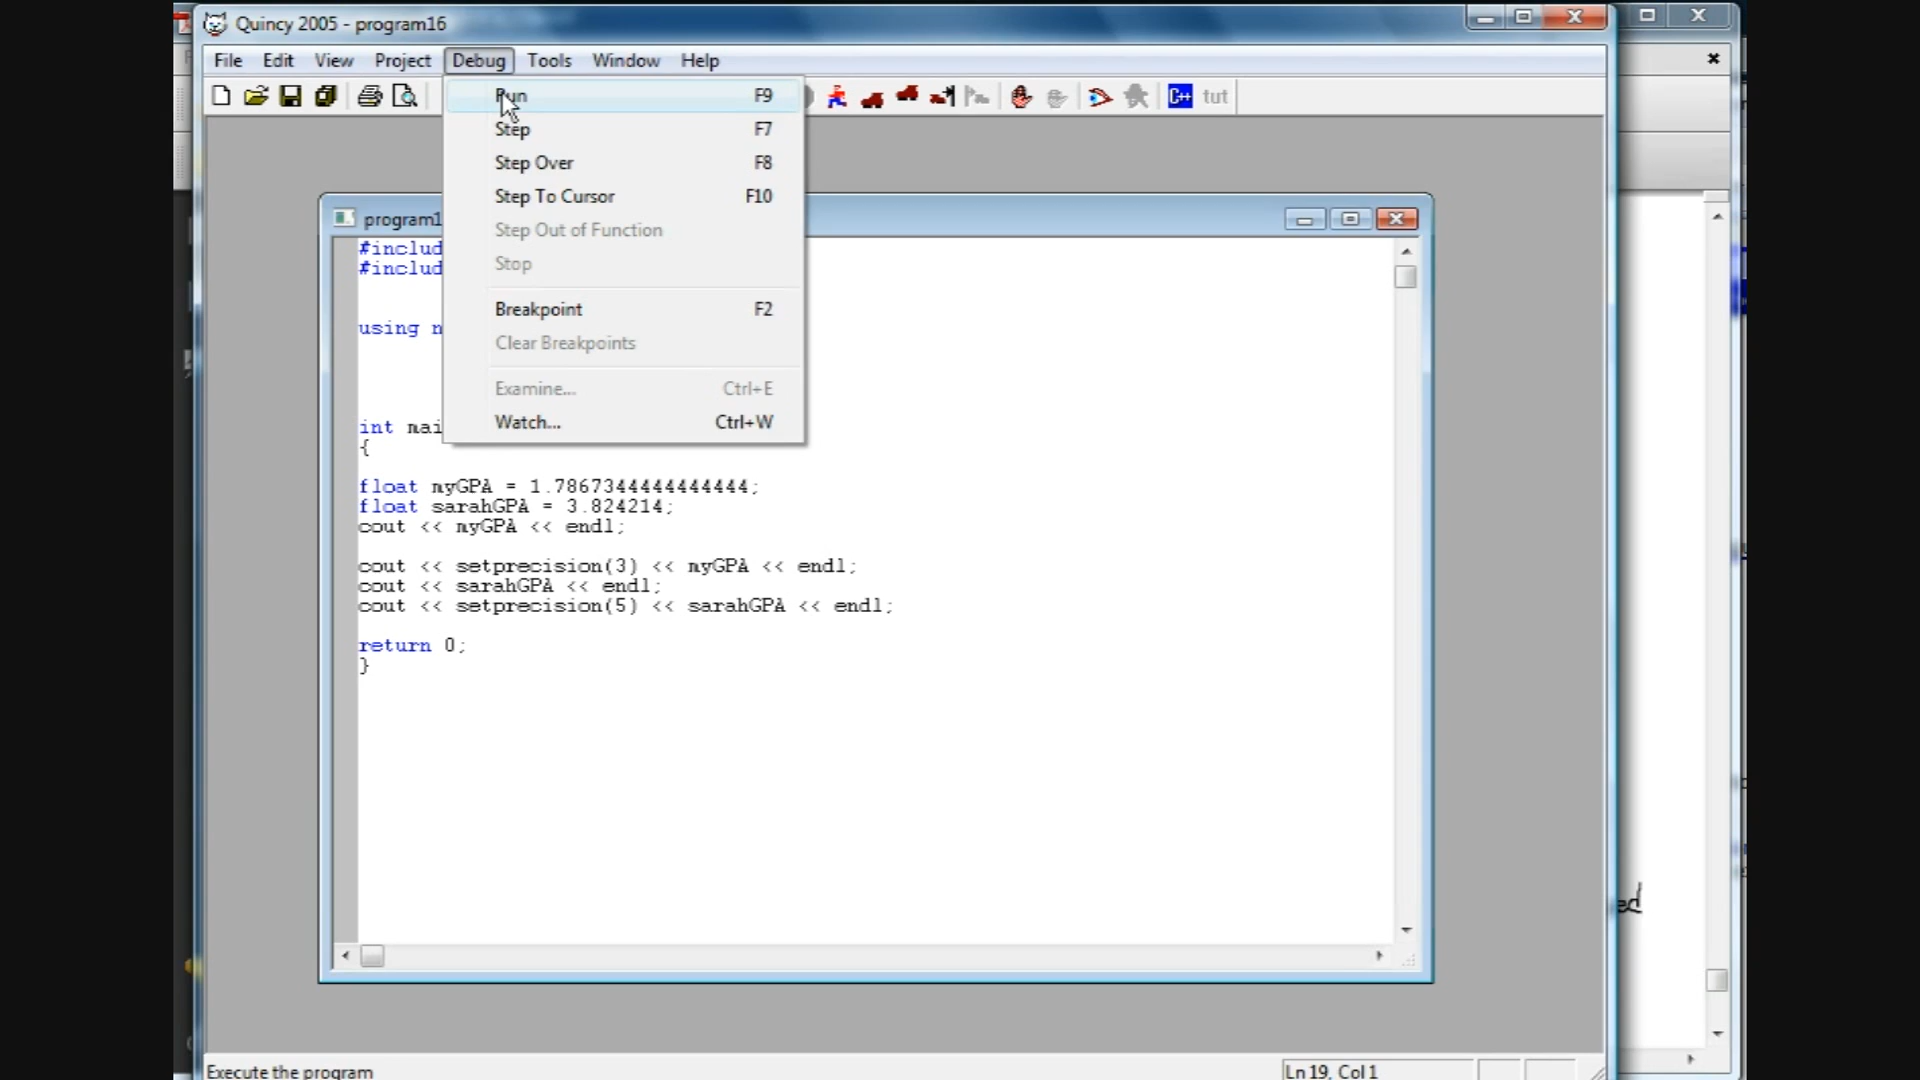 Quincy 2005 - program16
File Edit View Project Debug Tools Window Help
C++ tut
Run F9
Step F7
Step Over F8
Step To Cursor F10
Step Out of Function
Stop
Breakpoint F2
Clear Breakpoints
Examine... Ctrl+E
Watch... Ctrl+W
program1
#includ
#includ
using n
int mai
{
float myGPA = 1.7867344444444444;
float sarahGPA = 3.824214;
cout << myGPA << endl;
cout << setprecision(3) << myGPA << endl;
cout << sarahGPA << endl;
cout << setprecision(5) << sarahGPA << endl;
return 0;
}
ed
Execute the program Ln 19, Col 1